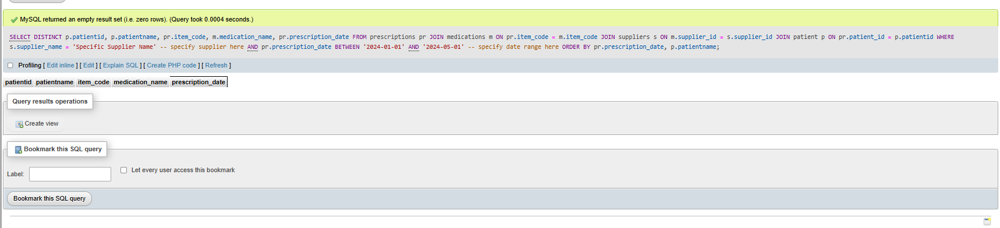 MySQL returned an empty result set (i.e. zero rows). (Query took 0.0004 seconds.)
SELECT DISTINCT p.patientid, p.patientname, pr.item_code, m.medication_name, pr.prescription_date FROM prescriptions pr JOIN medications m ON pr.item_code = m.item_code JOIN suppliers s ON m.supplier_id = s.supplier_id JOIN patient p ON pr.patient_id = p.patientid WHERE
s.supplier_name = 'Specific Supplier Name' -- specify supplier here AND pr.prescription_date BETWEEN '2024-01-01' AND '2024-05-01' -- specify date range here ORDER BY pr.prescription_date, p.patientname;
Profiling [ Edit inline ] [ Edit ] [ Explain SQL ] [ Create PHP code ] [ Refresh ]
patientid patientname item_code medication_name prescription_date
Query results operations
Create view
Bookmark this SQL query
Label: Let every user access this bookmark
Bookmark this SQL query